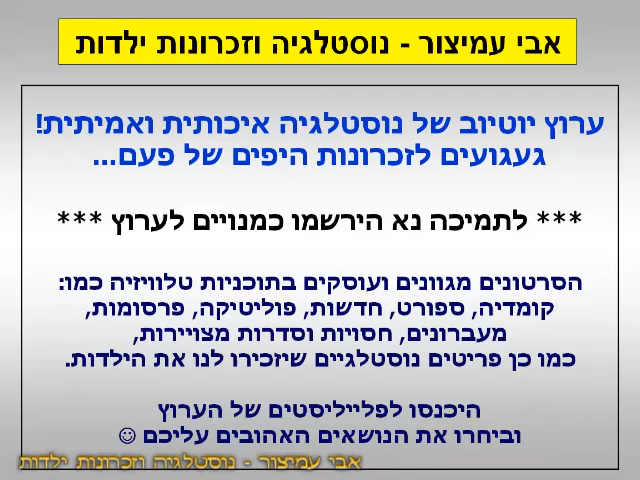 אבי עמיצור - נוסטלגיה וזכרונות ילדות
ערוץ יוטיוב של נוסטלגיה איכותית ואמיתית!
געגועים לזכרונות היפים של פעם...
*** לתמיכה נא הירשמו כמנויים לערוץ ***
הסרטונים מגוונים ועוסקים בתוכניות טלוויזיה כמו:
קומדיה, ספורט, חדשות, פוליטיקה, פרסומות,
מעברונים, חסויות וסדרות מצויירות,
כמו כן פריטים נוסטלגיים שיזכירו לנו את הילדות.
היכנסו לפלייליסטים של הערוץ
וביחרו את הנושאים האהובים עליכם ☺
אבי עמיצור - נוסטלגיה וזכרונות ילדות